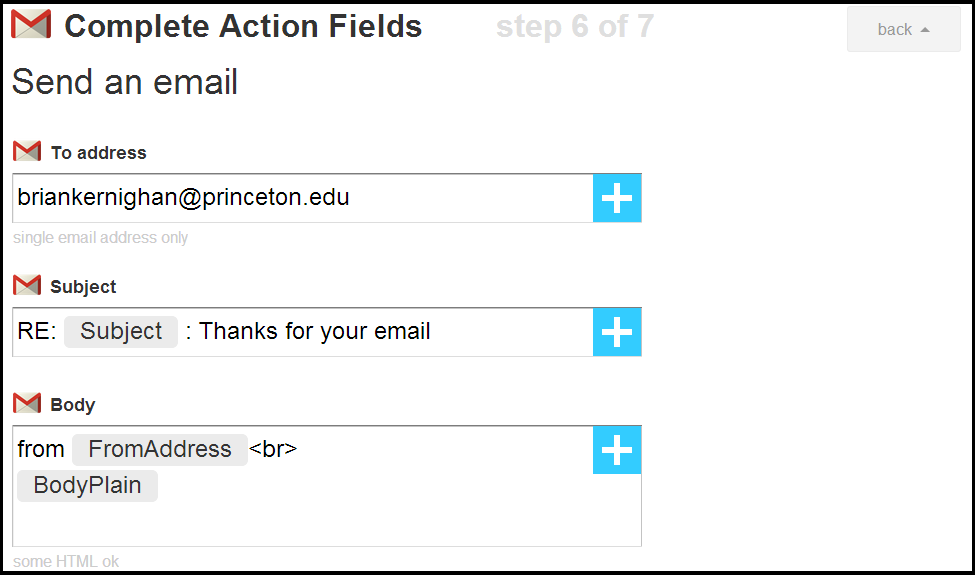 Complete Action Fields step 6 of 7 back
Send an email
To address
briankernighan@princeton.edu
single email address only
Subject
RE: Subject : Thanks for your email
Body
from FromAddress <br>
BodyPlain
some HTML ok